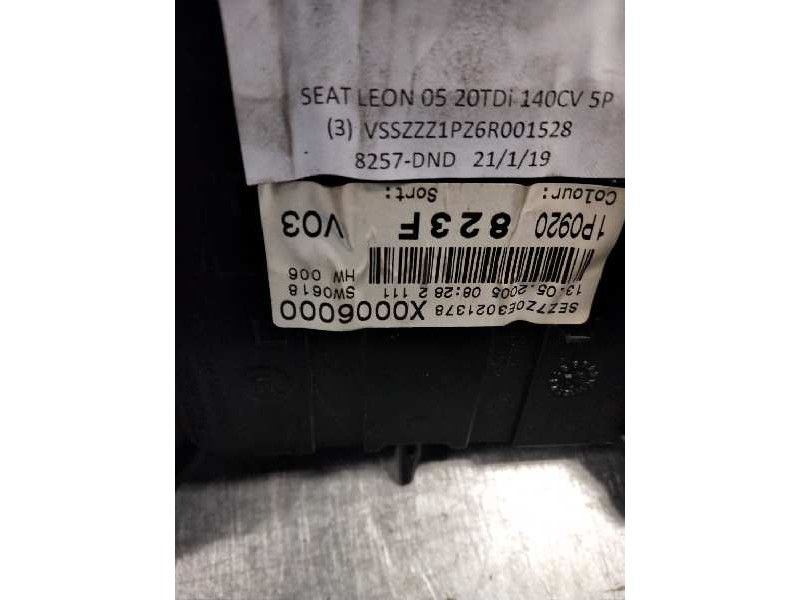 SEAT LEON 05 20TDi 140CV 5P
(3) VSSZZZ1PZ6R001528
8257-DND 21/1/19
SEZ7Z0E3021378 X0006000
13.05.2005 08:28 2 111 SW0618
HW 006
1P0920 823F V03
Colour: Sort: